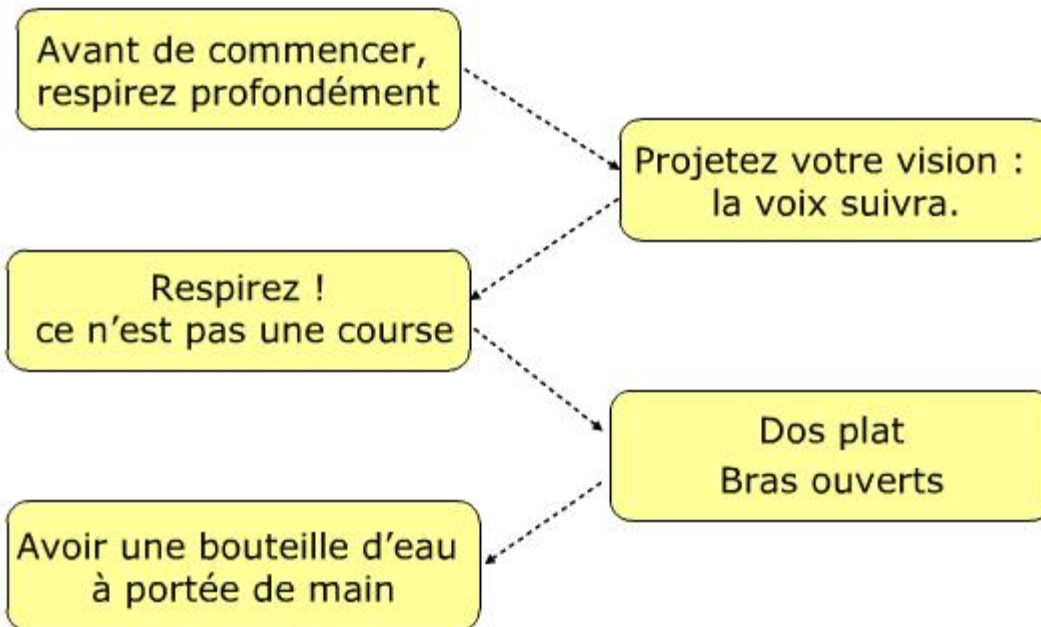 Avant de commencer,
respirez profondément
Projetez votre vision :
la voix suivra.
Respirez !
ce n’est pas une course
Dos plat
Bras ouverts
Avoir une bouteille d’eau
à portée de main